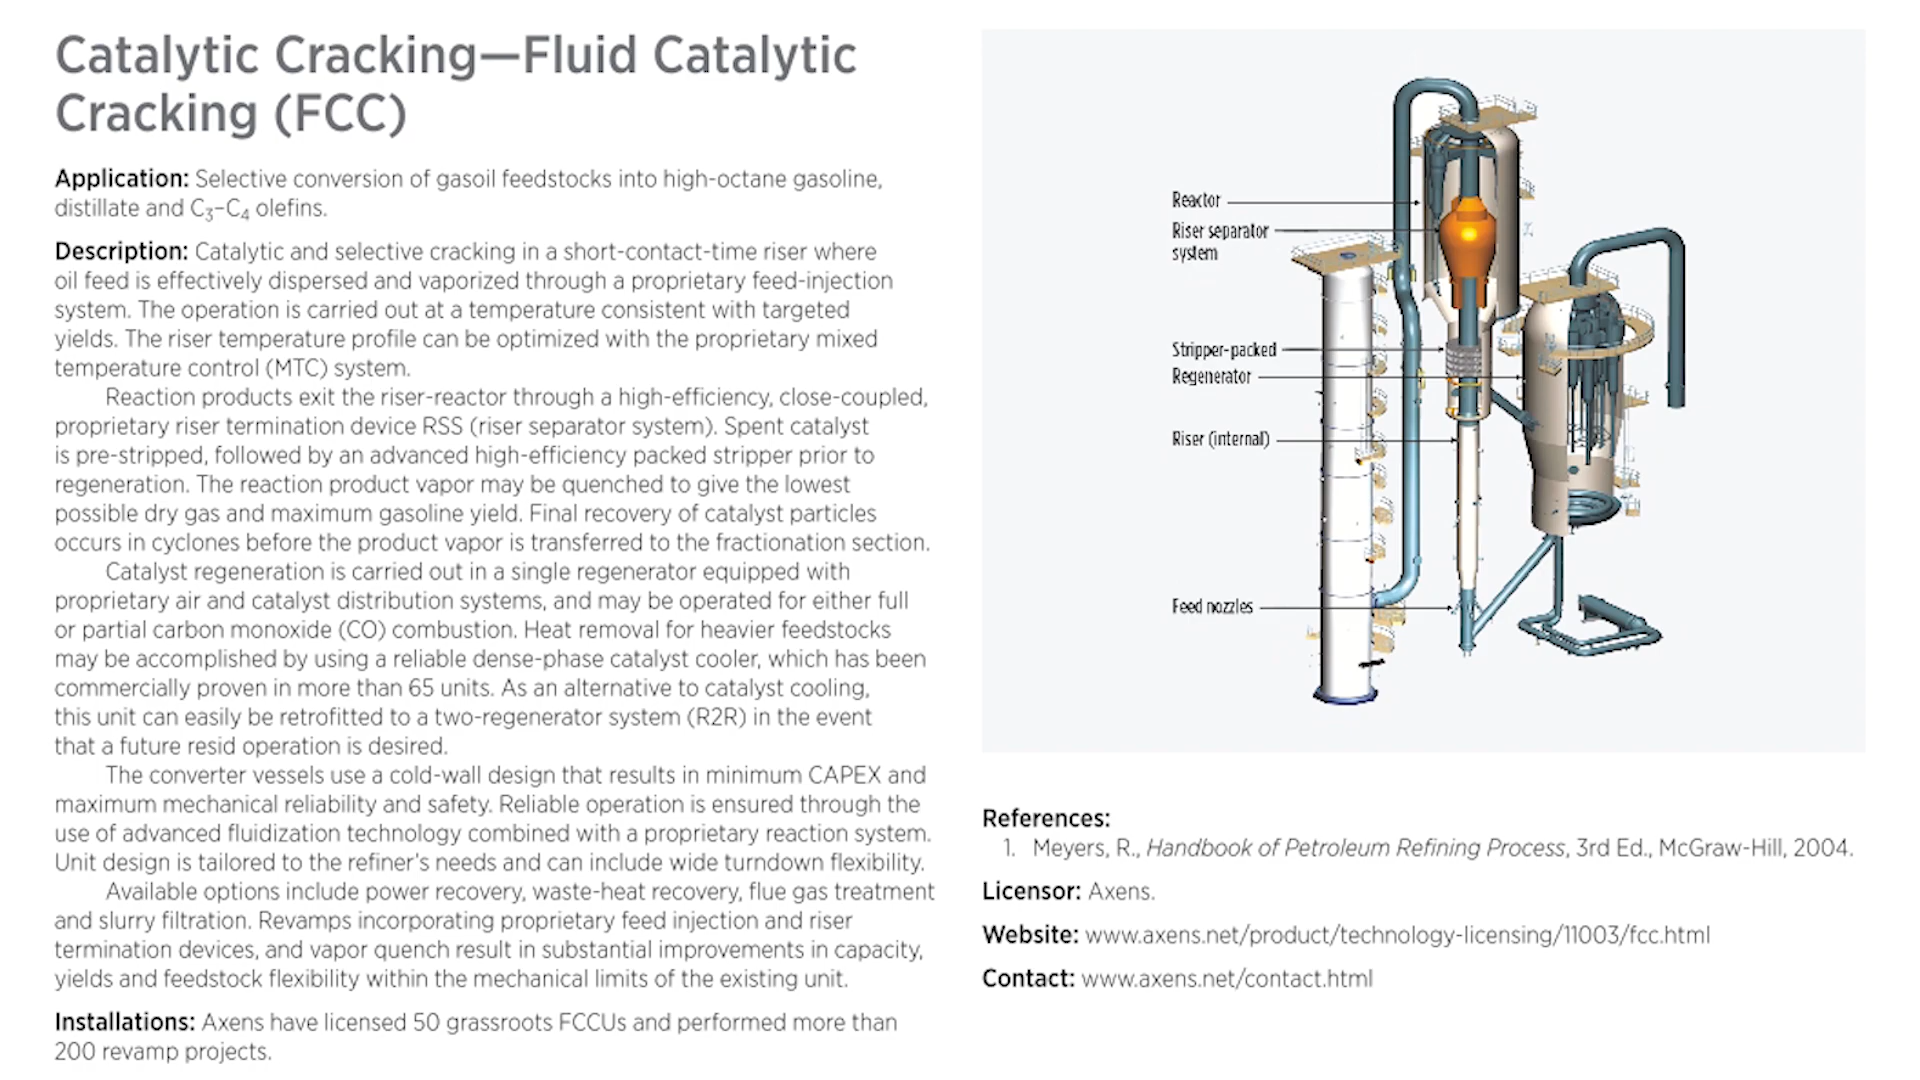 Catalytic Cracking—Fluid Catalytic
Cracking (FCC)
Application: Selective conversion of gasoil feedstocks into high-octane gasoline,
distillate and C3–C4 olefins.
Description: Catalytic and selective cracking in a short-contact-time riser where
oil feed is effectively dispersed and vaporized through a proprietary feed-injection
system. The operation is carried out at a temperature consistent with targeted
yields. The riser temperature profile can be optimized with the proprietary mixed
temperature control (MTC) system.
Reaction products exit the riser-reactor through a high-efficiency, close-coupled,
proprietary riser termination device RSS (riser separator system). Spent catalyst
is pre-stripped, followed by an advanced high-efficiency packed stripper prior to
regeneration. The reaction product vapor may be quenched to give the lowest
possible dry gas and maximum gasoline yield. Final recovery of catalyst particles
occurs in cyclones before the product vapor is transferred to the fractionation section.
Catalyst regeneration is carried out in a single regenerator equipped with
proprietary air and catalyst distribution systems, and may be operated for either full
or partial carbon monoxide (CO) combustion. Heat removal for heavier feedstocks
may be accomplished by using a reliable dense-phase catalyst cooler, which has been
commercially proven in more than 65 units. As an alternative to catalyst cooling,
this unit can easily be retrofitted to a two-regenerator system (R2R) in the event
that a future resid operation is desired.
The converter vessels use a cold-wall design that results in minimum CAPEX and
maximum mechanical reliability and safety. Reliable operation is ensured through the
use of advanced fluidization technology combined with a proprietary reaction system.
Unit design is tailored to the refiner's needs and can include wide turndown flexibility.
Available options include power recovery, waste-heat recovery, flue gas treatment
and slurry filtration. Revamps incorporating proprietary feed injection and riser
termination devices, and vapor quench result in substantial improvements in capacity,
yields and feedstock flexibility within the mechanical limits of the existing unit.
Installations: Axens have licensed 50 grassroots FCCUs and performed more than
200 revamp projects.
Reactor
Riser separator
system
Stripper-packed
Regenerator
Riser (internal)
Feed nozzles
References:
1. Meyers, R., Handbook of Petroleum Refining Process, 3rd Ed., McGraw-Hill, 2004.
Licensor: Axens.
Website: www.axens.net/product/technology-licensing/11003/fcc.html
Contact: www.axens.net/contact.html